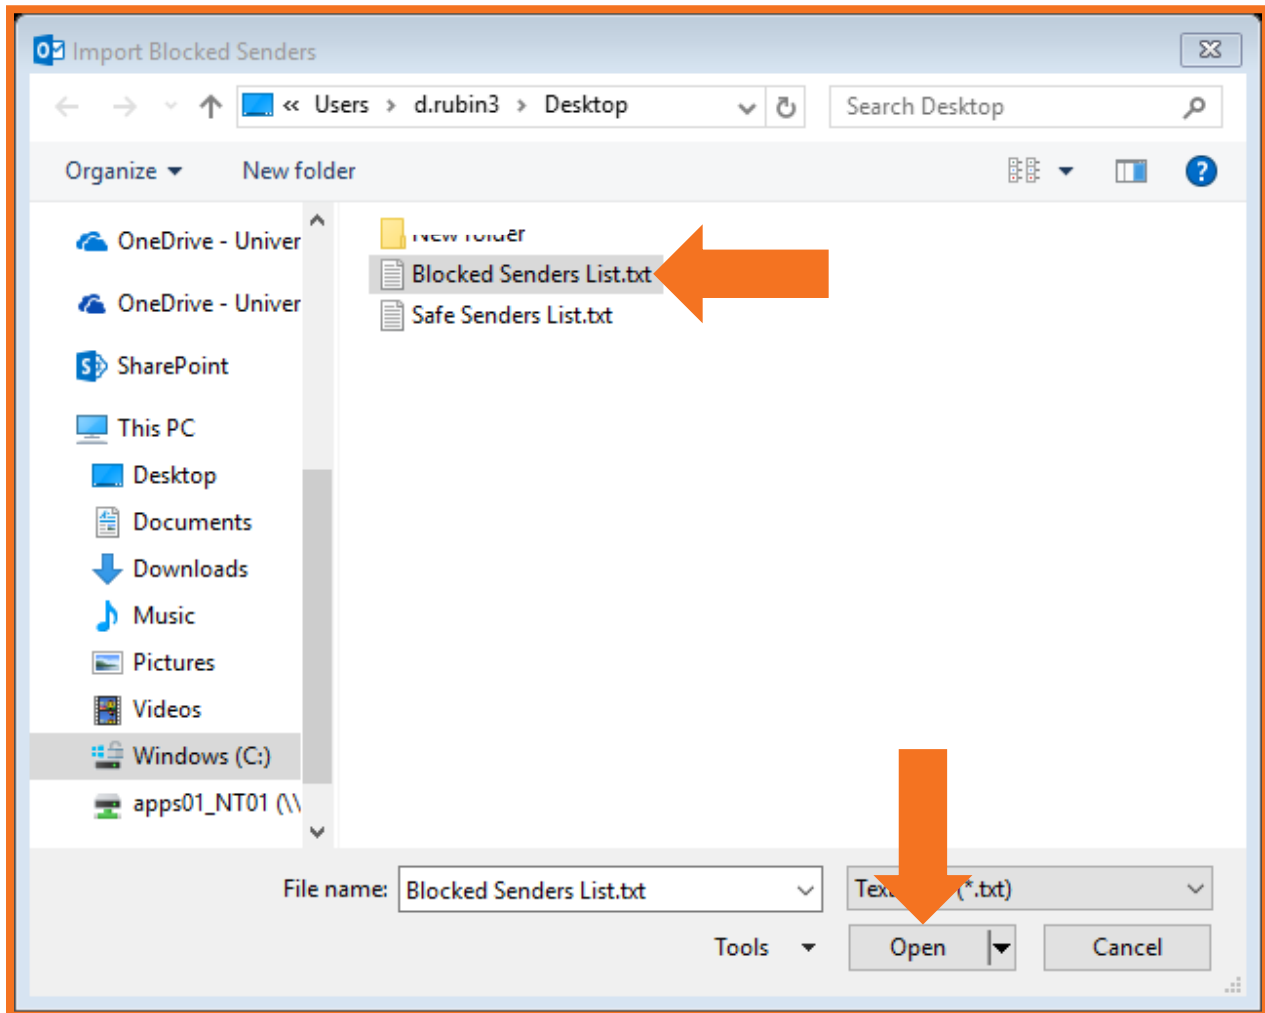 Import Blocked Senders
« Users > d.rubin3 > Desktop
Search Desktop
Organize
New folder
OneDrive - Univer
OneDrive - Univer
SharePoint
This PC
Desktop
Documents
Downloads
Music
Pictures
Videos
Windows (C:)
apps01_NT01 (\\
New folder
Blocked Senders List.txt
Safe Senders List.txt
File name:
Blocked Senders List.txt
(*.txt)
Tools
Open
Cancel